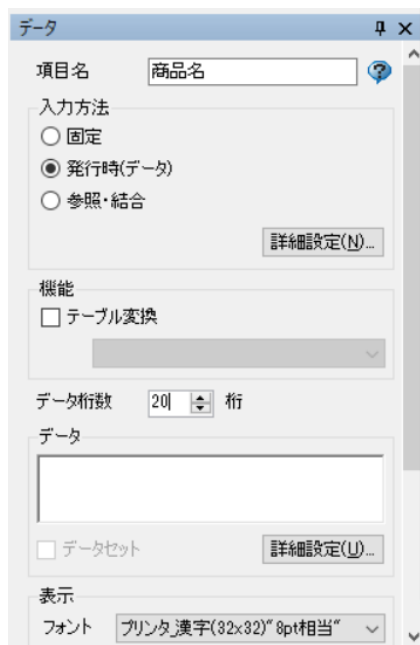 データ
項目名 商品名
入力方法
固定
発行時(データ)
参照・結合
詳細設定(N)...
機能
テーブル変換
データ桁数 20 桁
データ
データセット 詳細設定(U)...
表示
フォント プリンタ漢字(32x32)"8pt相当"